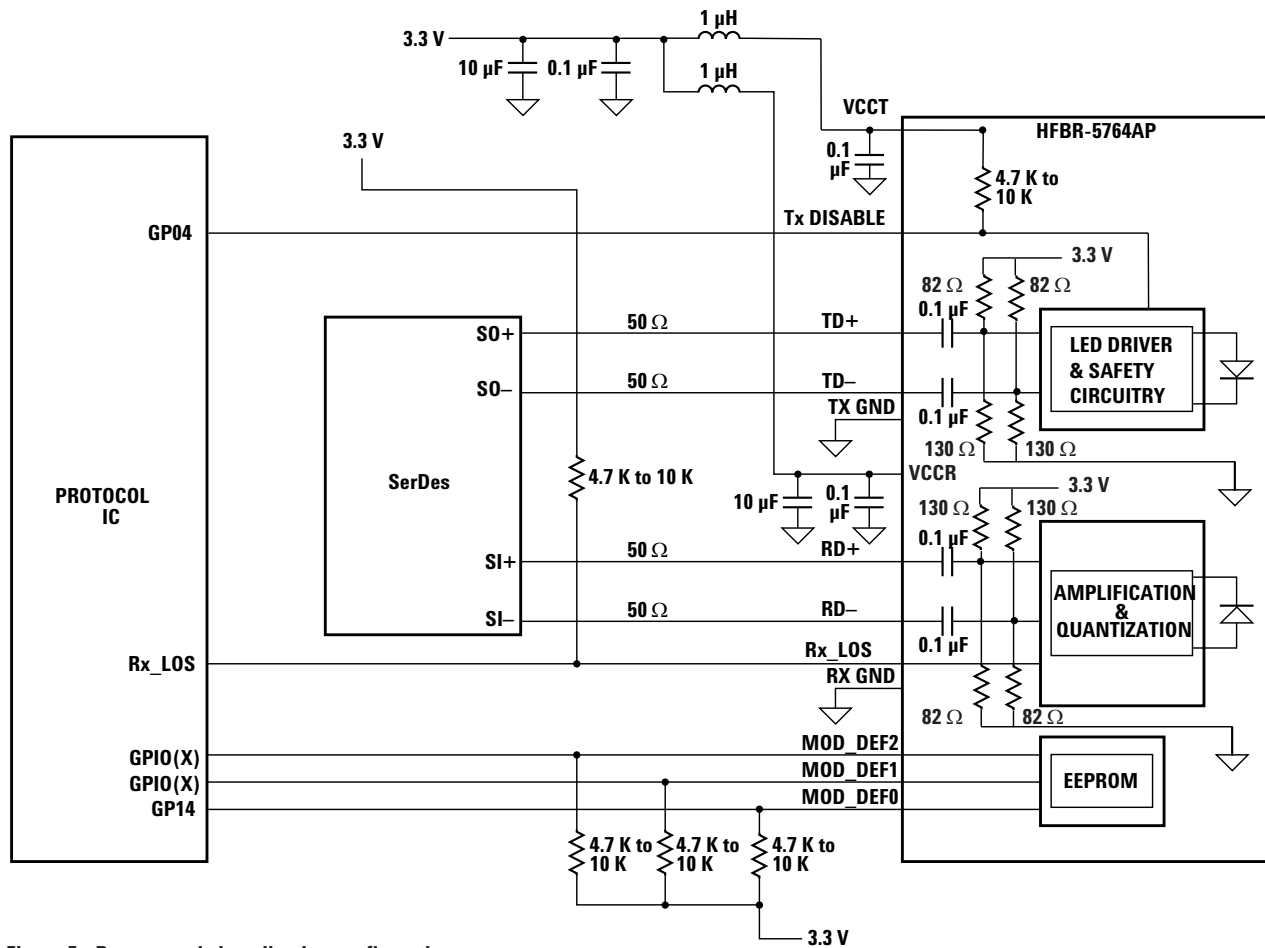 1 µH
3.3 V
10 µF
0.1 µF
1 µH
VCCT
HFBR-5764AP
3.3 V
0.1
µF
4.7 K to
10 K
GP04
Tx DISABLE
3.3 V
82 Ω
82 Ω
0.1 µF
SO+
50 Ω
TD+
LED DRIVER
& SAFETY
CIRCUITRY
SO–
50 Ω
TD–
TX GND
0.1 µF
130 Ω
130 Ω
PROTOCOL
IC
SerDes
4.7 K to 10 K
VCCR
10 µF
0.1
µF
3.3 V
130 Ω
130 Ω
0.1 µF
SI+
50 Ω
RD+
AMPLIFICATION
&
QUANTIZATION
SI–
50 Ω
RD–
0.1 µF
Rx_LOS
Rx_LOS
RX GND
82 Ω
82 Ω
GPIO(X)
MOD_DEF2
GPIO(X)
MOD_DEF1
GP14
MOD_DEF0
EEPROM
4.7 K to
10 K
4.7 K to
10 K
4.7 K to
10 K
3.3 V